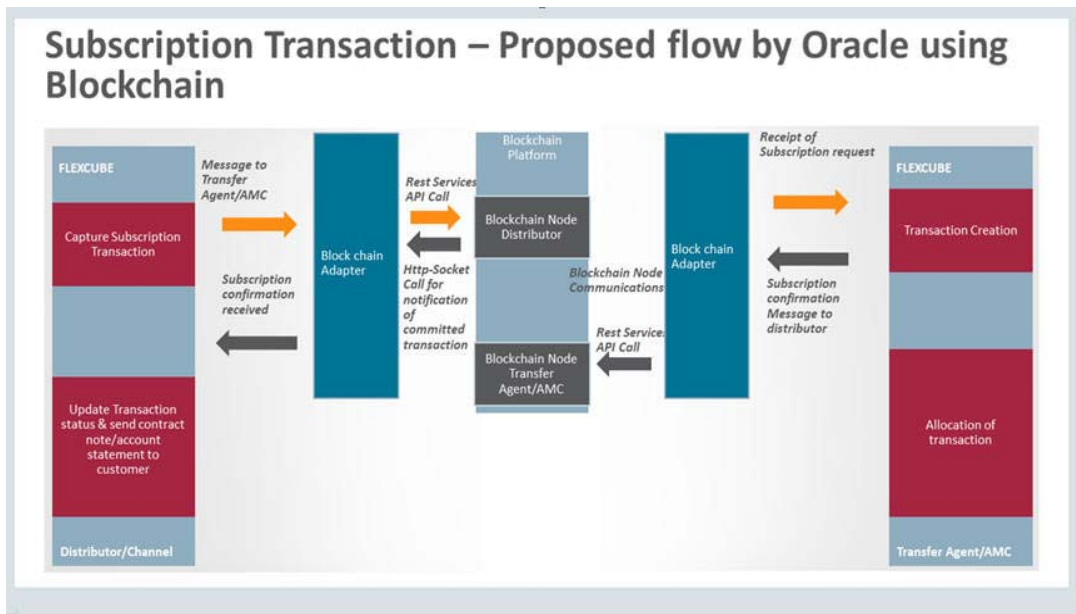 Subscription Transaction – Proposed flow by Oracle using
Blockchain
FLEXCUBE
Capture Subscription
Transaction
Update Transaction
status & send contract
note/account
statement to
customer
Distributor/Channel
Message to
Transfer
Agent/AMC
Subscription
confirmation
received
Block chain
Adapter
Rest Services
API Call
Http-Socket
Call for
notification
of
committed
transaction
Blockchain
Platform
Blockchain Node
Distributor
Blockchain Node
Transfer
Agent/AMC
Blockchain Node
Communications
Rest Services
API Call
Block chain
Adapter
Receipt of
Subscription request
Subscription
confirmation
Message to
distributor
FLEXCUBE
Transaction Creation
Allocation of
transaction
Transfer Agent/AMC